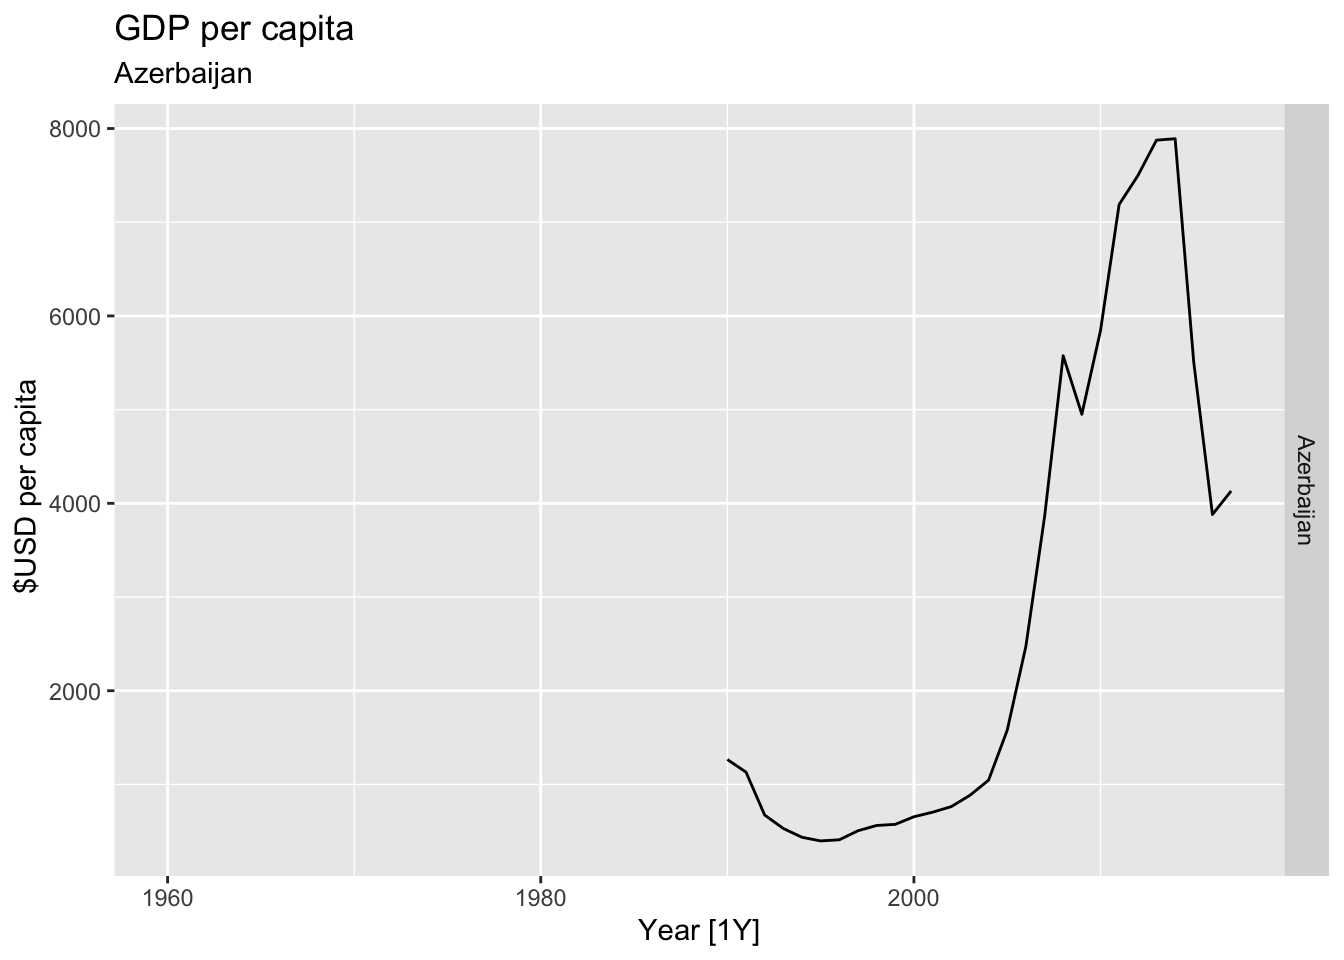 GDP per capita
Azerbaijan
8000
6000
4000
2000
$USD per capita
Azerbaijan
1960
1980
2000
Year [1Y]